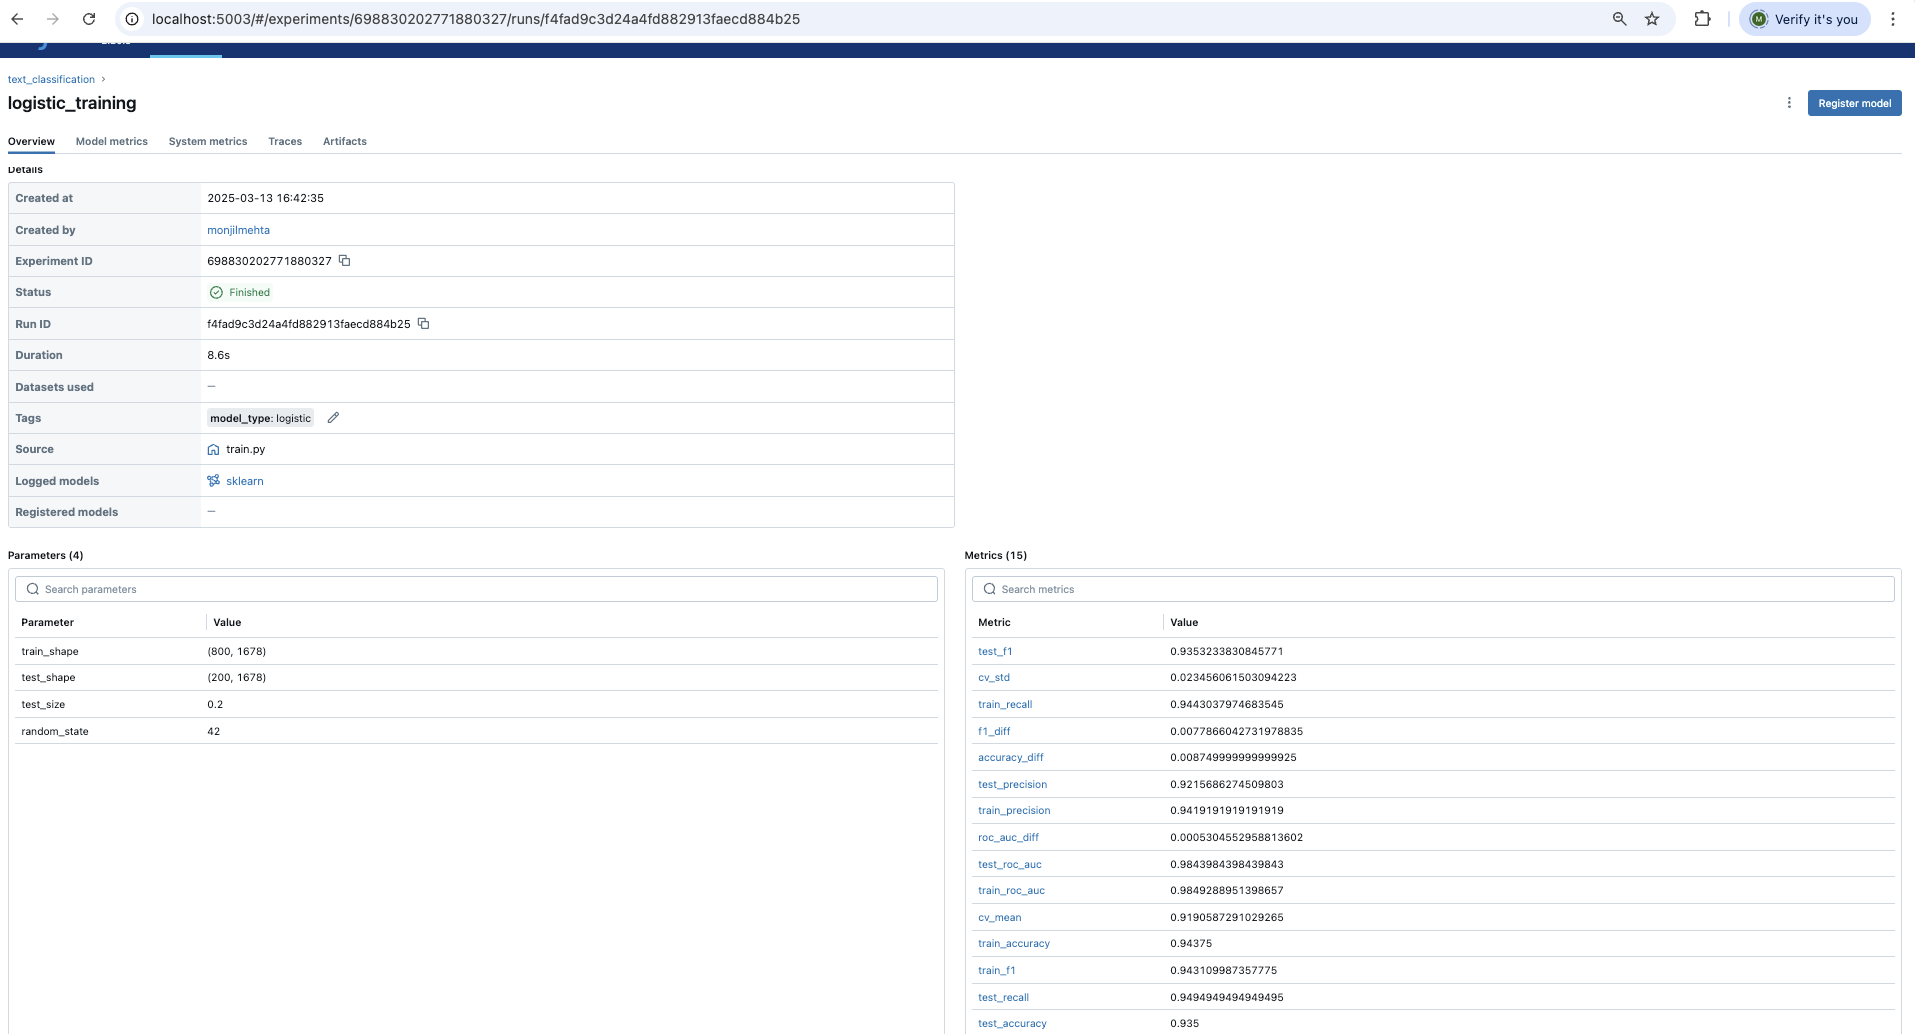 localhost:5003/#/experiments/698830202771880327/runs/f4fad9c3d24a4fd882913faecd884b25
M Verify it's you
text_classification
logistic_training
Register model
Overview Model metrics System metrics Traces Artifacts
Details
Created at 2025-03-13 16:42:35
Created by monjilmehta
Experiment ID 698830202771880327
Status Finished
Run ID f4fad9c3d24a4fd882913faecd884b25
Duration 8.6s
Datasets used —
Tags model_type: logistic
Source train.py
Logged models sklearn
Registered models —
Parameters (4)
Search parameters
Parameter Value
train_shape (800, 1678)
test_shape (200, 1678)
test_size 0.2
random_state 42
Metrics (15)
Search metrics
Metric Value
test_f1 0.9353233830845771
cv_std 0.023456061503094223
train_recall 0.9443037974683545
f1_diff 0.0077866042731978835
accuracy_diff 0.008749999999999925
test_precision 0.9215686274509803
train_precision 0.9419191919191919
roc_auc_diff 0.0005304552958813602
test_roc_auc 0.9843984398439843
train_roc_auc 0.9849288951398657
cv_mean 0.9190587291029265
train_accuracy 0.94375
train_f1 0.943109987357775
test_recall 0.9494949494949495
test_accuracy 0.935